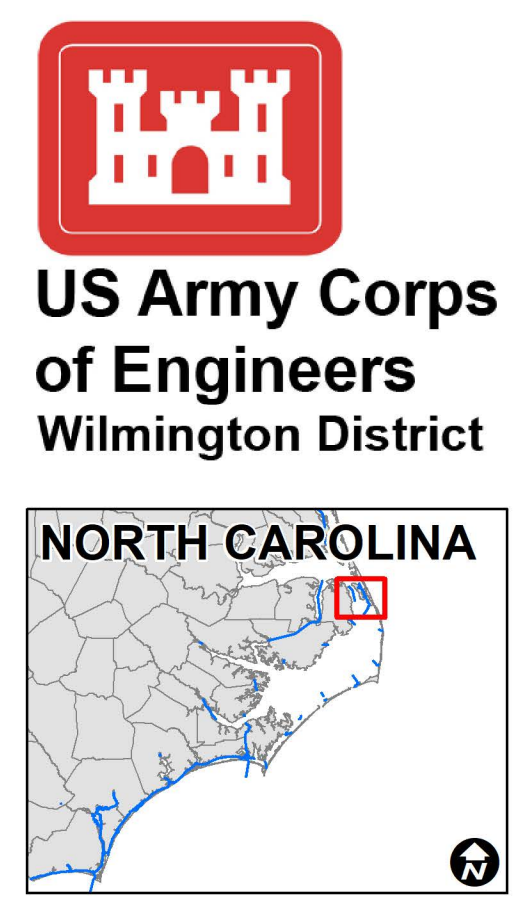 US Army Corps
of Engineers
Wilmington District
NORTH CAROLINA
N